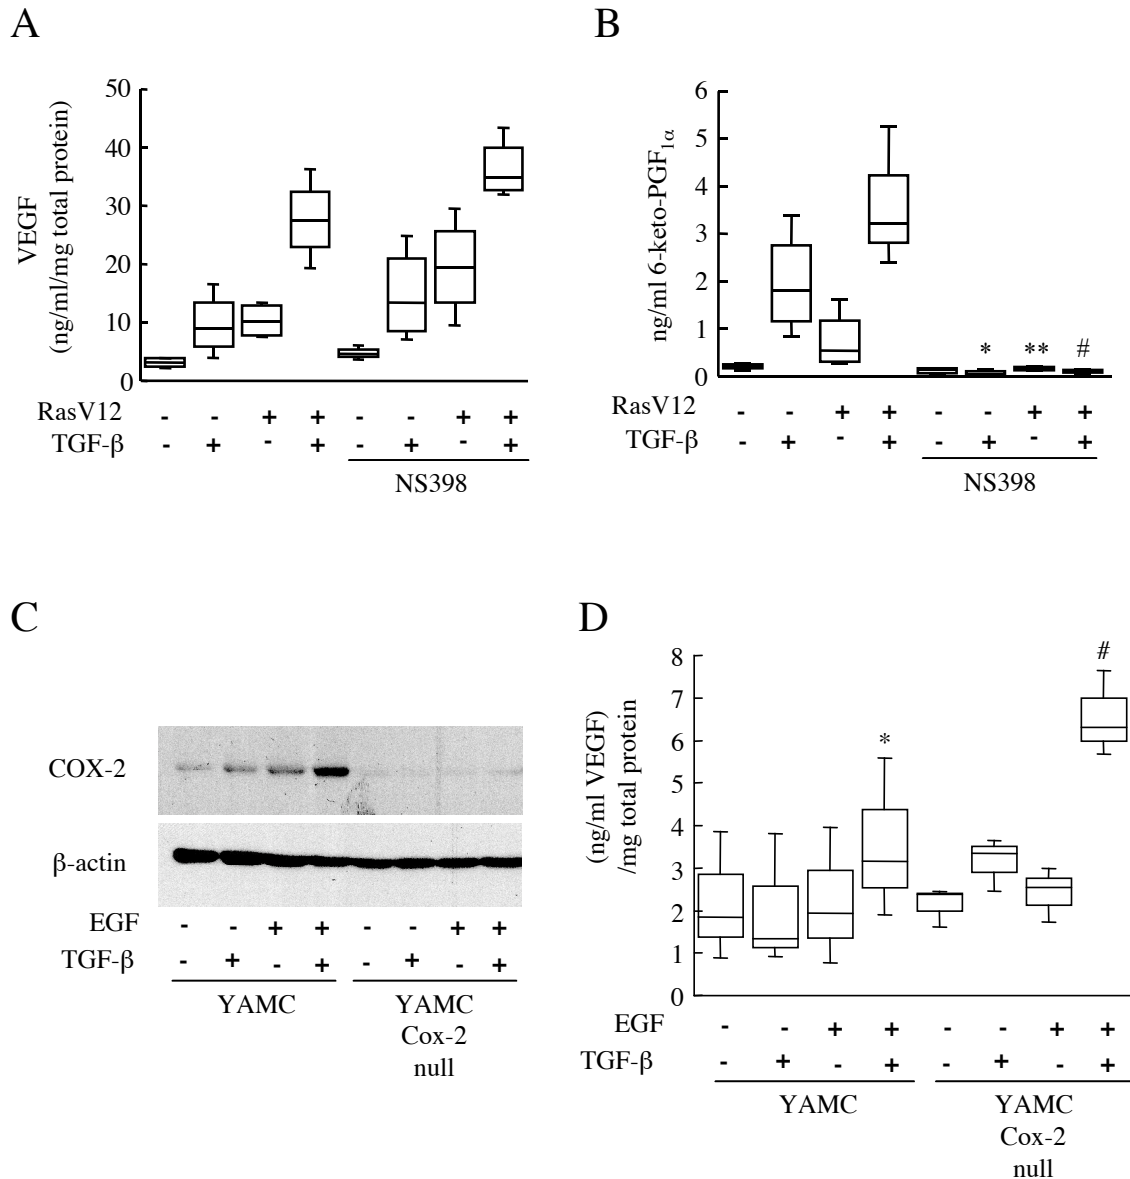 A
B
VEGF
(ng/ml/mg total protein)
50
40
30
20
10
0
RasV12 - - + + - - + +
TGF-β - + - + - + - +
NS398
ng/ml 6-keto-PGF1α
6
5
4
3
2
1
0
* ** #
RasV12 - - + + - - + +
TGF-β - + - + - + - +
NS398
C
D
COX-2
β-actin
EGF - - + + - - + +
TGF-β - + - + - + - +
YAMC
YAMC
Cox-2
null
(ng/ml VEGF)
/mg total protein
8
7
6
5
4
3
2
1
0
* #
EGF - - + + - - + +
TGF-β - + - + - + - +
YAMC
YAMC
Cox-2
null